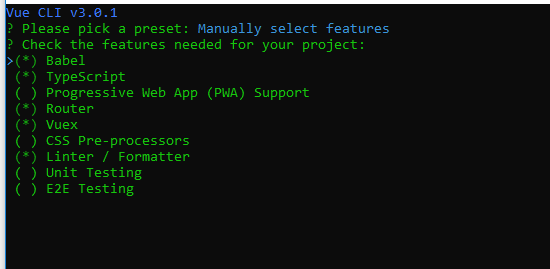 Vue CLI v3.0.1
? Please pick a preset: Manually select features
? Check the features needed for your project:
>(*) Babel
(*) TypeScript
( ) Progressive Web App (PWA) Support
(*) Router
(*) Vuex
( ) CSS Pre-processors
(*) Linter / Formatter
( ) Unit Testing
( ) E2E Testing